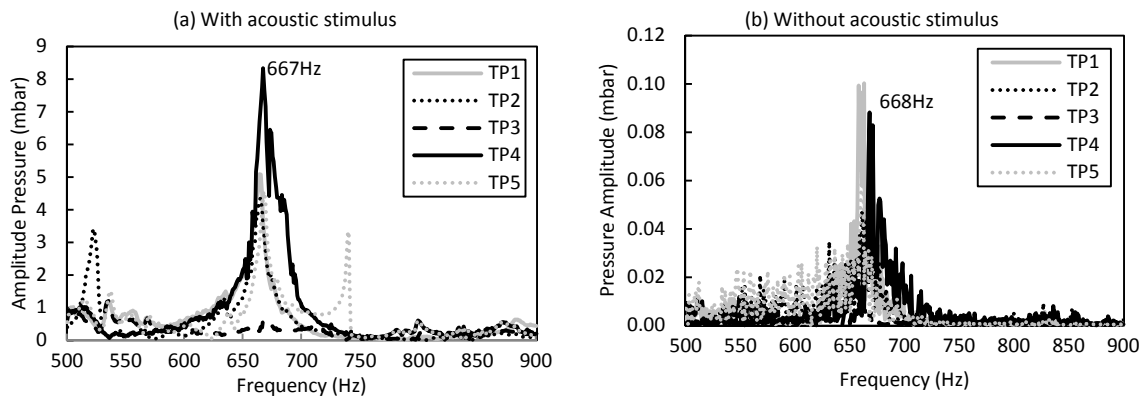 (a) With acoustic stimulus
9
8
7
6
5
4
3
2
1
0
Amplitude Pressure (mbar)
667Hz
TP1
TP2
TP3
TP4
TP5
500 550 600 650 700 750 800 850 900
Frequency (Hz)
(b) Without acoustic stimulus
0.12
0.10
0.08
0.06
0.04
0.02
0.00
Pressure Amplitude (mbar)
668Hz
TP1
TP2
TP3
TP4
TP5
500 550 600 650 700 750 800 850 900
Frequency (Hz)